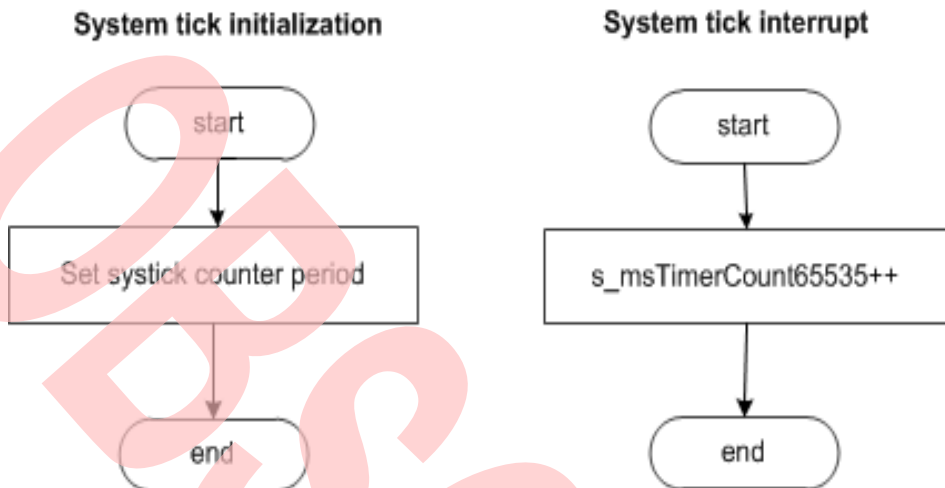 System tick initialization
start
Set systick counter period
end
System tick interrupt
start
s_msTimerCount65535++
end